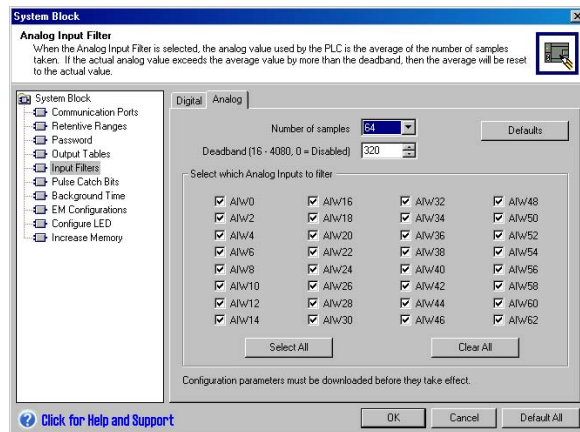 System Block
Analog Input Filter
When the Analog Input Filter is selected, the analog value used by the PLC is the average of the number of samples
taken. If the actual analog value exceeds the average value by more than the deadband, then the average will be reset
to the actual value.
System Block
Communication Ports
Retentive Ranges
Password
Output Tables
Input Filters
Pulse Catch Bits
Background Time
EM Configurations
Configure LED
Increase Memory
Digital Analog
Number of samples 64 Defaults
Deadband (16 - 4080, 0 = Disabled) 320
Select which Analog Inputs to filter
AIW0 AIW16 AIW32 AIW48
AIW2 AIW18 AIW34 AIW50
AIW4 AIW20 AIW36 AIW52
AIW6 AIW22 AIW38 AIW54
AIW8 AIW24 AIW40 AIW56
AIW10 AIW26 AIW42 AIW58
AIW12 AIW28 AIW44 AIW60
AIW14 AIW30 AIW46 AIW62
Select All Clear All
Configuration parameters must be downloaded before they take effect.
Click for Help and Support OK Cancel Default All